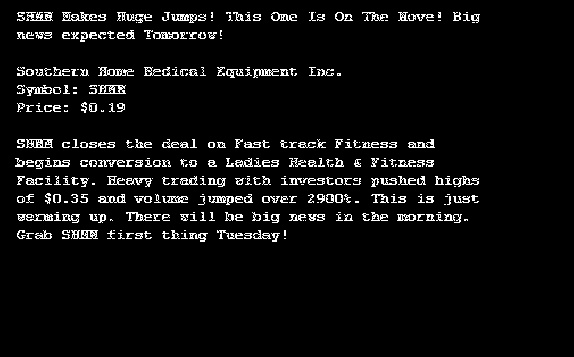 SHMN Makes Huge Jumps! This One Is On The Move! Big
news expected Tomorrow!
Southern Home Medical Equipment Inc.
Symbol: SHMN
Price: $0.19
SHMN closes the deal on Fast track Fitness and
begins conversion to a Ladies Health & Fitness
Facility. Heavy trading with investors pushed highs
of $0.35 and volume jumped over 2900%. This is just
warming up. There will be big news in the morning.
Grab SHMN first thing Tuesday!